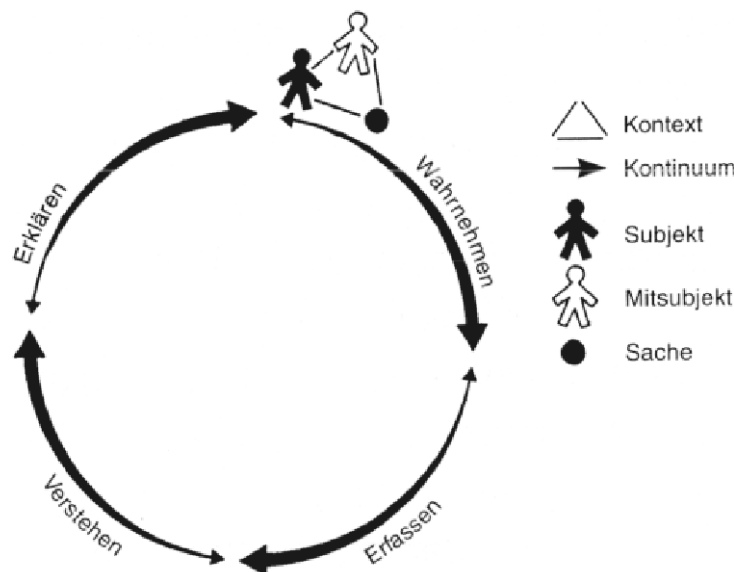 Wahrnehmen
Erfassen
Verstehen
Erklären
Kontext
Kontinuum
Subjekt
Mitsubjekt
Sache